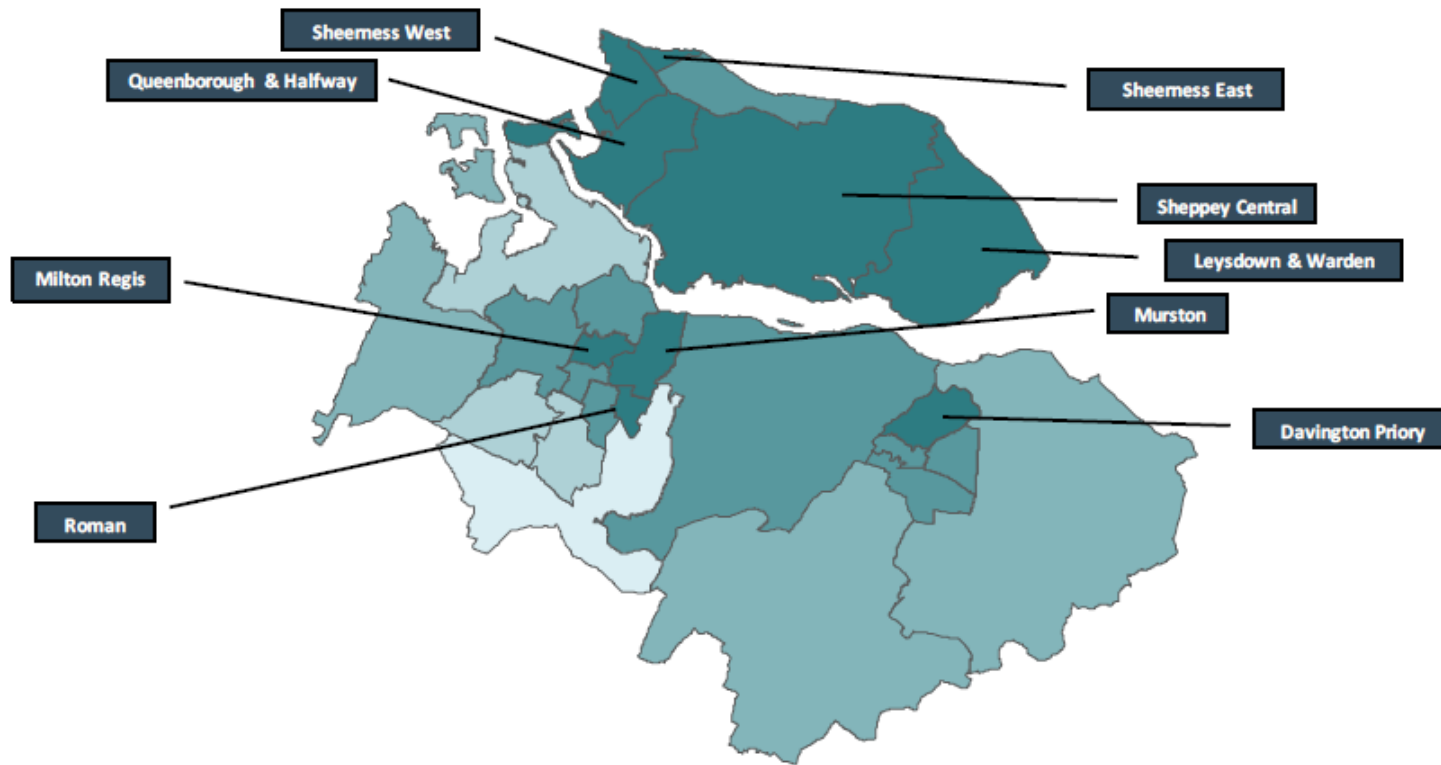 Sheerness West
Queenborough & Halfway
Sheerness East
Sheppey Central
Leysdown & Warden
Milton Regis
Murston
Davington Priory
Roman